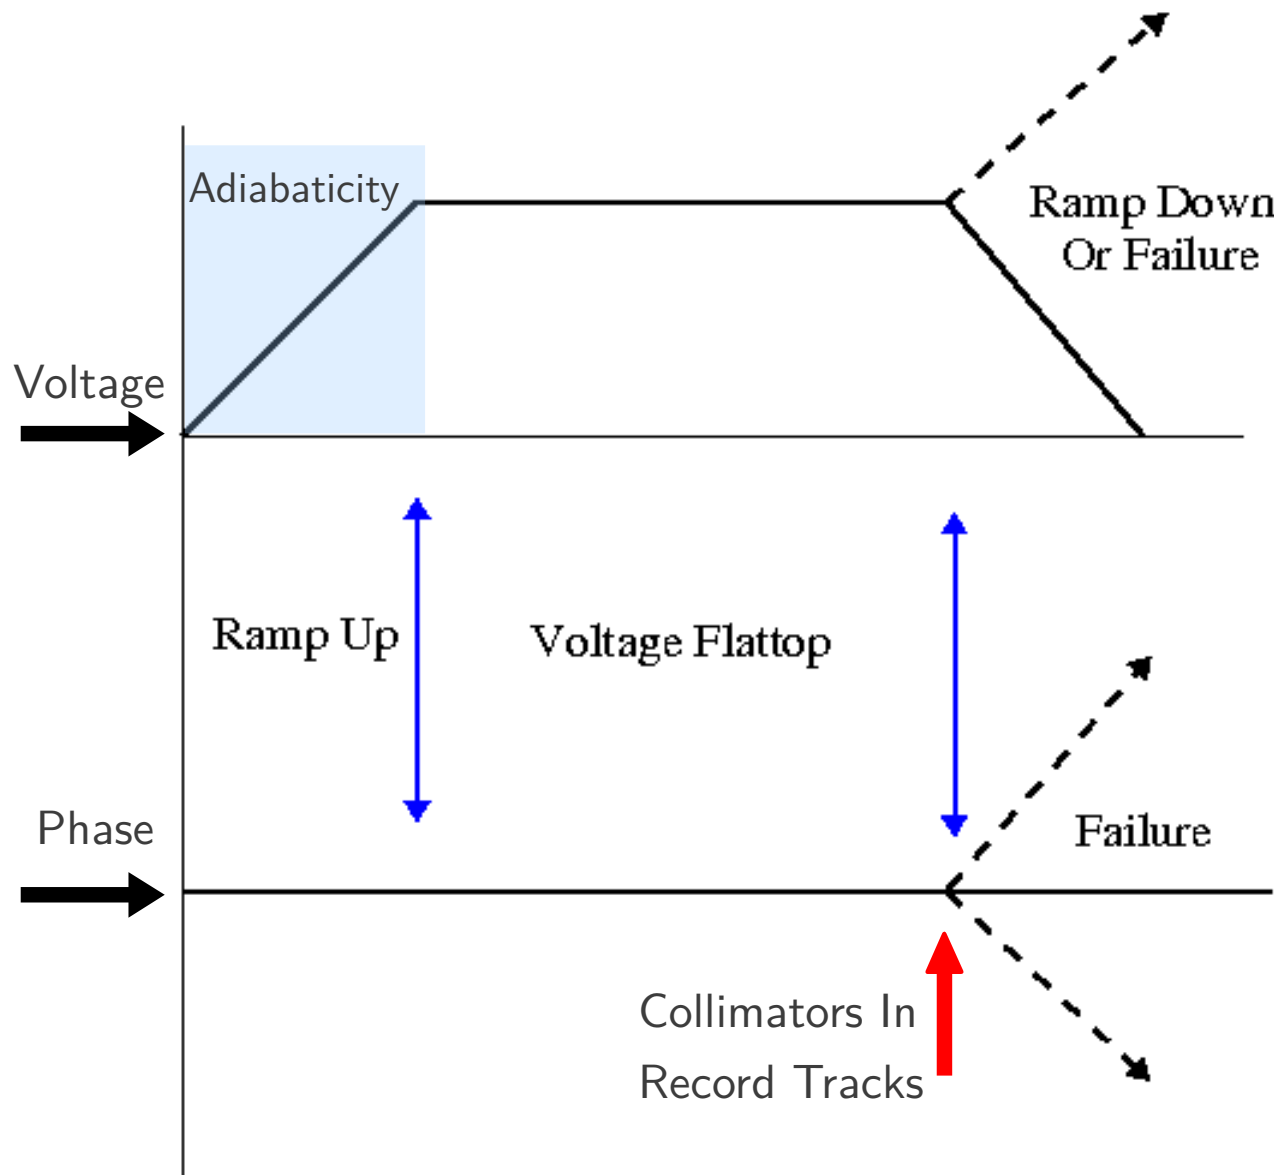 Adiabaticity
Ramp Down
Or Failure
Voltage
Ramp Up
Voltage Flattop
Phase
Failure
Collimators In
Record Tracks